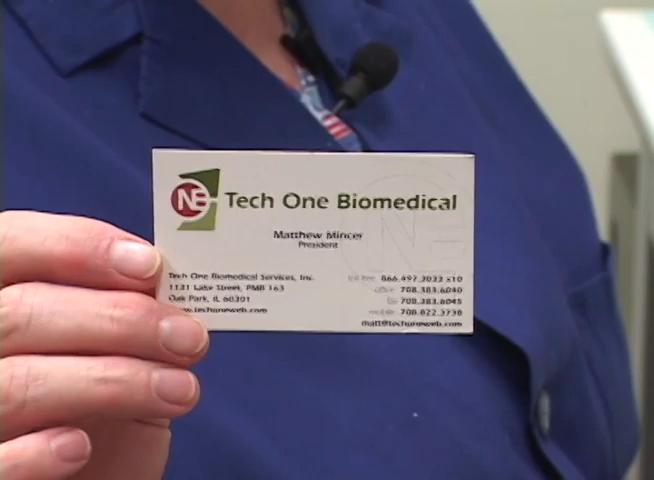 NE
Tech One Biomedical
Matthew Mincer
President
Tech One Biomedical Services, Inc.
1131 Lake Street, PMB 163
Oak Park, IL 60301
www.techoneweb.com
toll free 866.497.3033 x10
office 708.383.6040
fax 708.383.6045
mobile 708.822.3738
matt@techoneweb.com